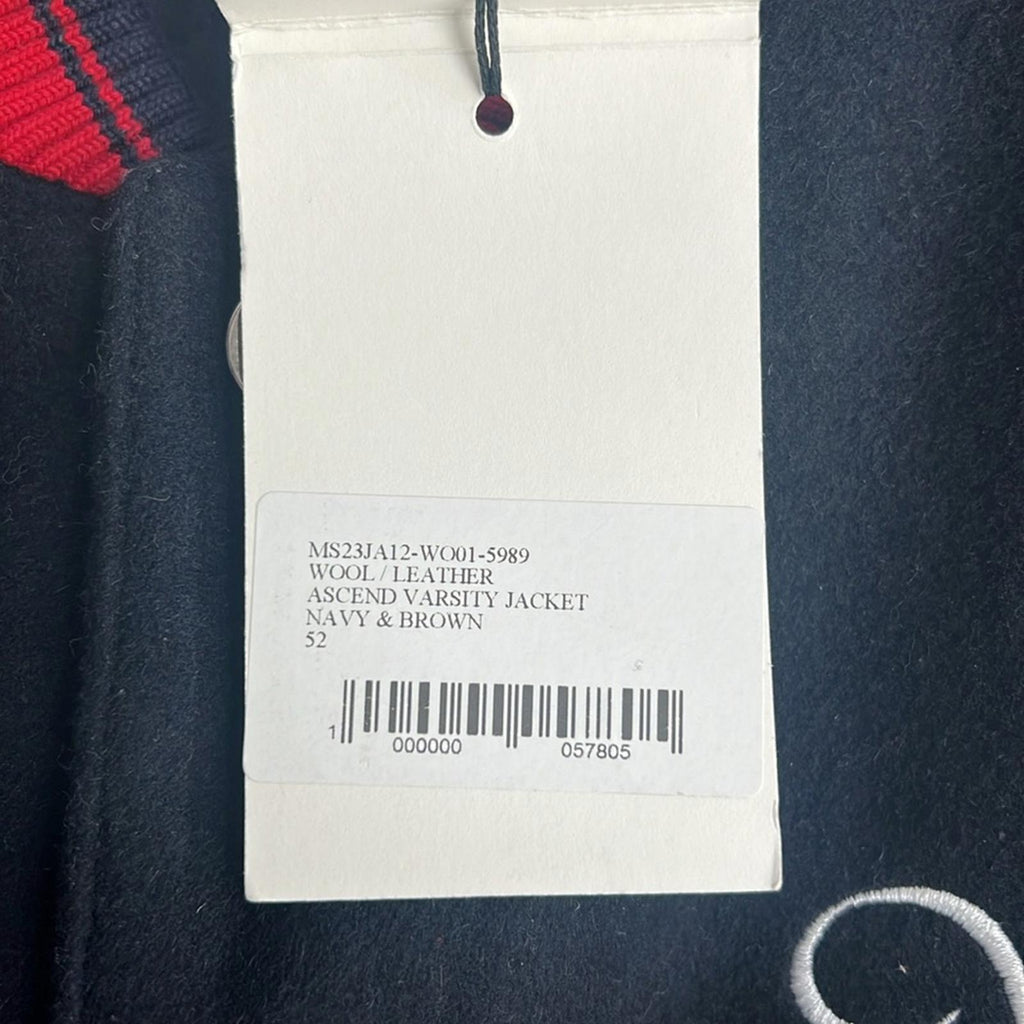 MS23JA12-WO01-5989
WOOL / LEATHER
ASCEND VARSITY JACKET
NAVY & BROWN
52
1 000000 057805